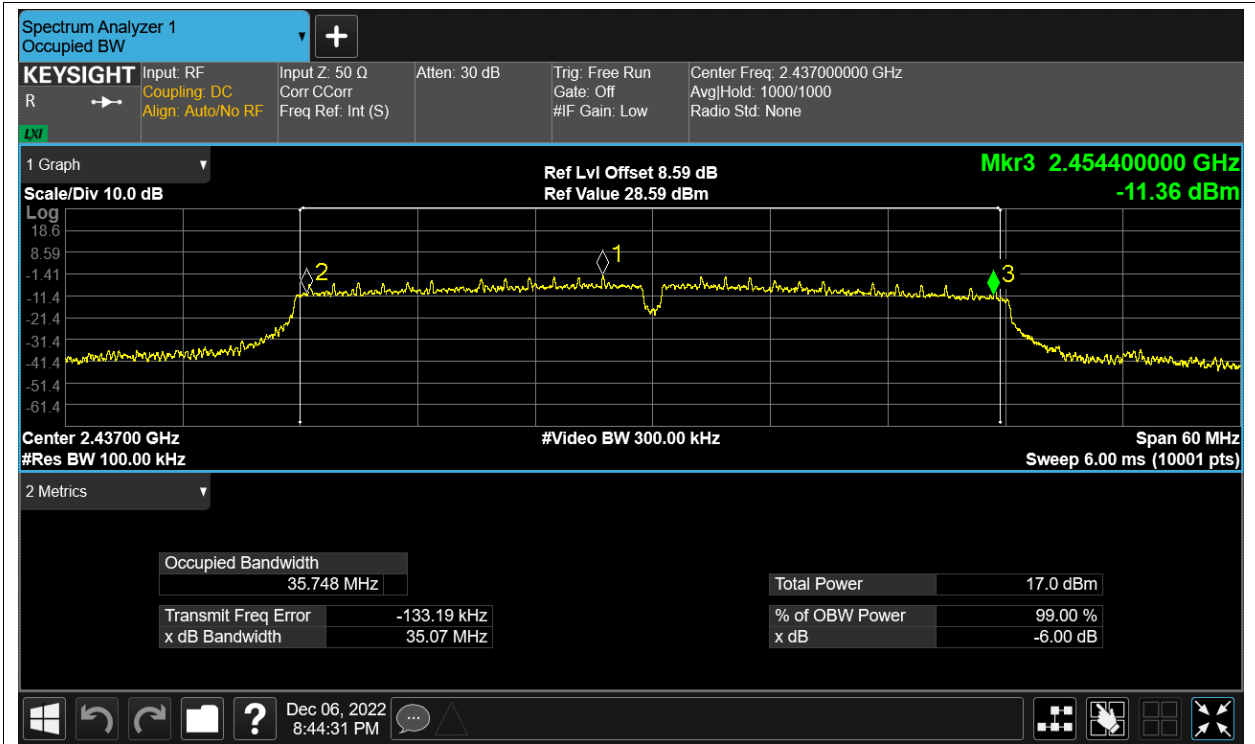 Spectrum Analyzer 1
Occupied BW
+
KEYSIGHT
R
LXI
Input: RF
Coupling: DC
Align: Auto/No RF
Input Z: 50 Ω
Corr CCorr
Freq Ref: Int (S)
Atten: 30 dB
Trig: Free Run
Gate: Off
#IF Gain: Low
Center Freq: 2.437000000 GHz
Avg|Hold: 1000/1000
Radio Std: None
1 Graph
Scale/Div 10.0 dB
Ref Lvl Offset 8.59 dB
Ref Value 28.59 dBm
Mkr3 2.454400000 GHz
-11.36 dBm
Log
18.6
8.59
-1.41
-11.4
-21.4
-31.4
-41.4
-51.4
-61.4
2
1
3
Center 2.43700 GHz
#Res BW 100.00 kHz
#Video BW 300.00 kHz
Span 60 MHz
Sweep 6.00 ms (10001 pts)
2 Metrics
Occupied Bandwidth
35.748 MHz
Transmit Freq Error -133.19 kHz
x dB Bandwidth 35.07 MHz
Total Power 17.0 dBm
% of OBW Power 99.00 %
x dB -6.00 dB
?
Dec 06, 2022
8:44:31 PM